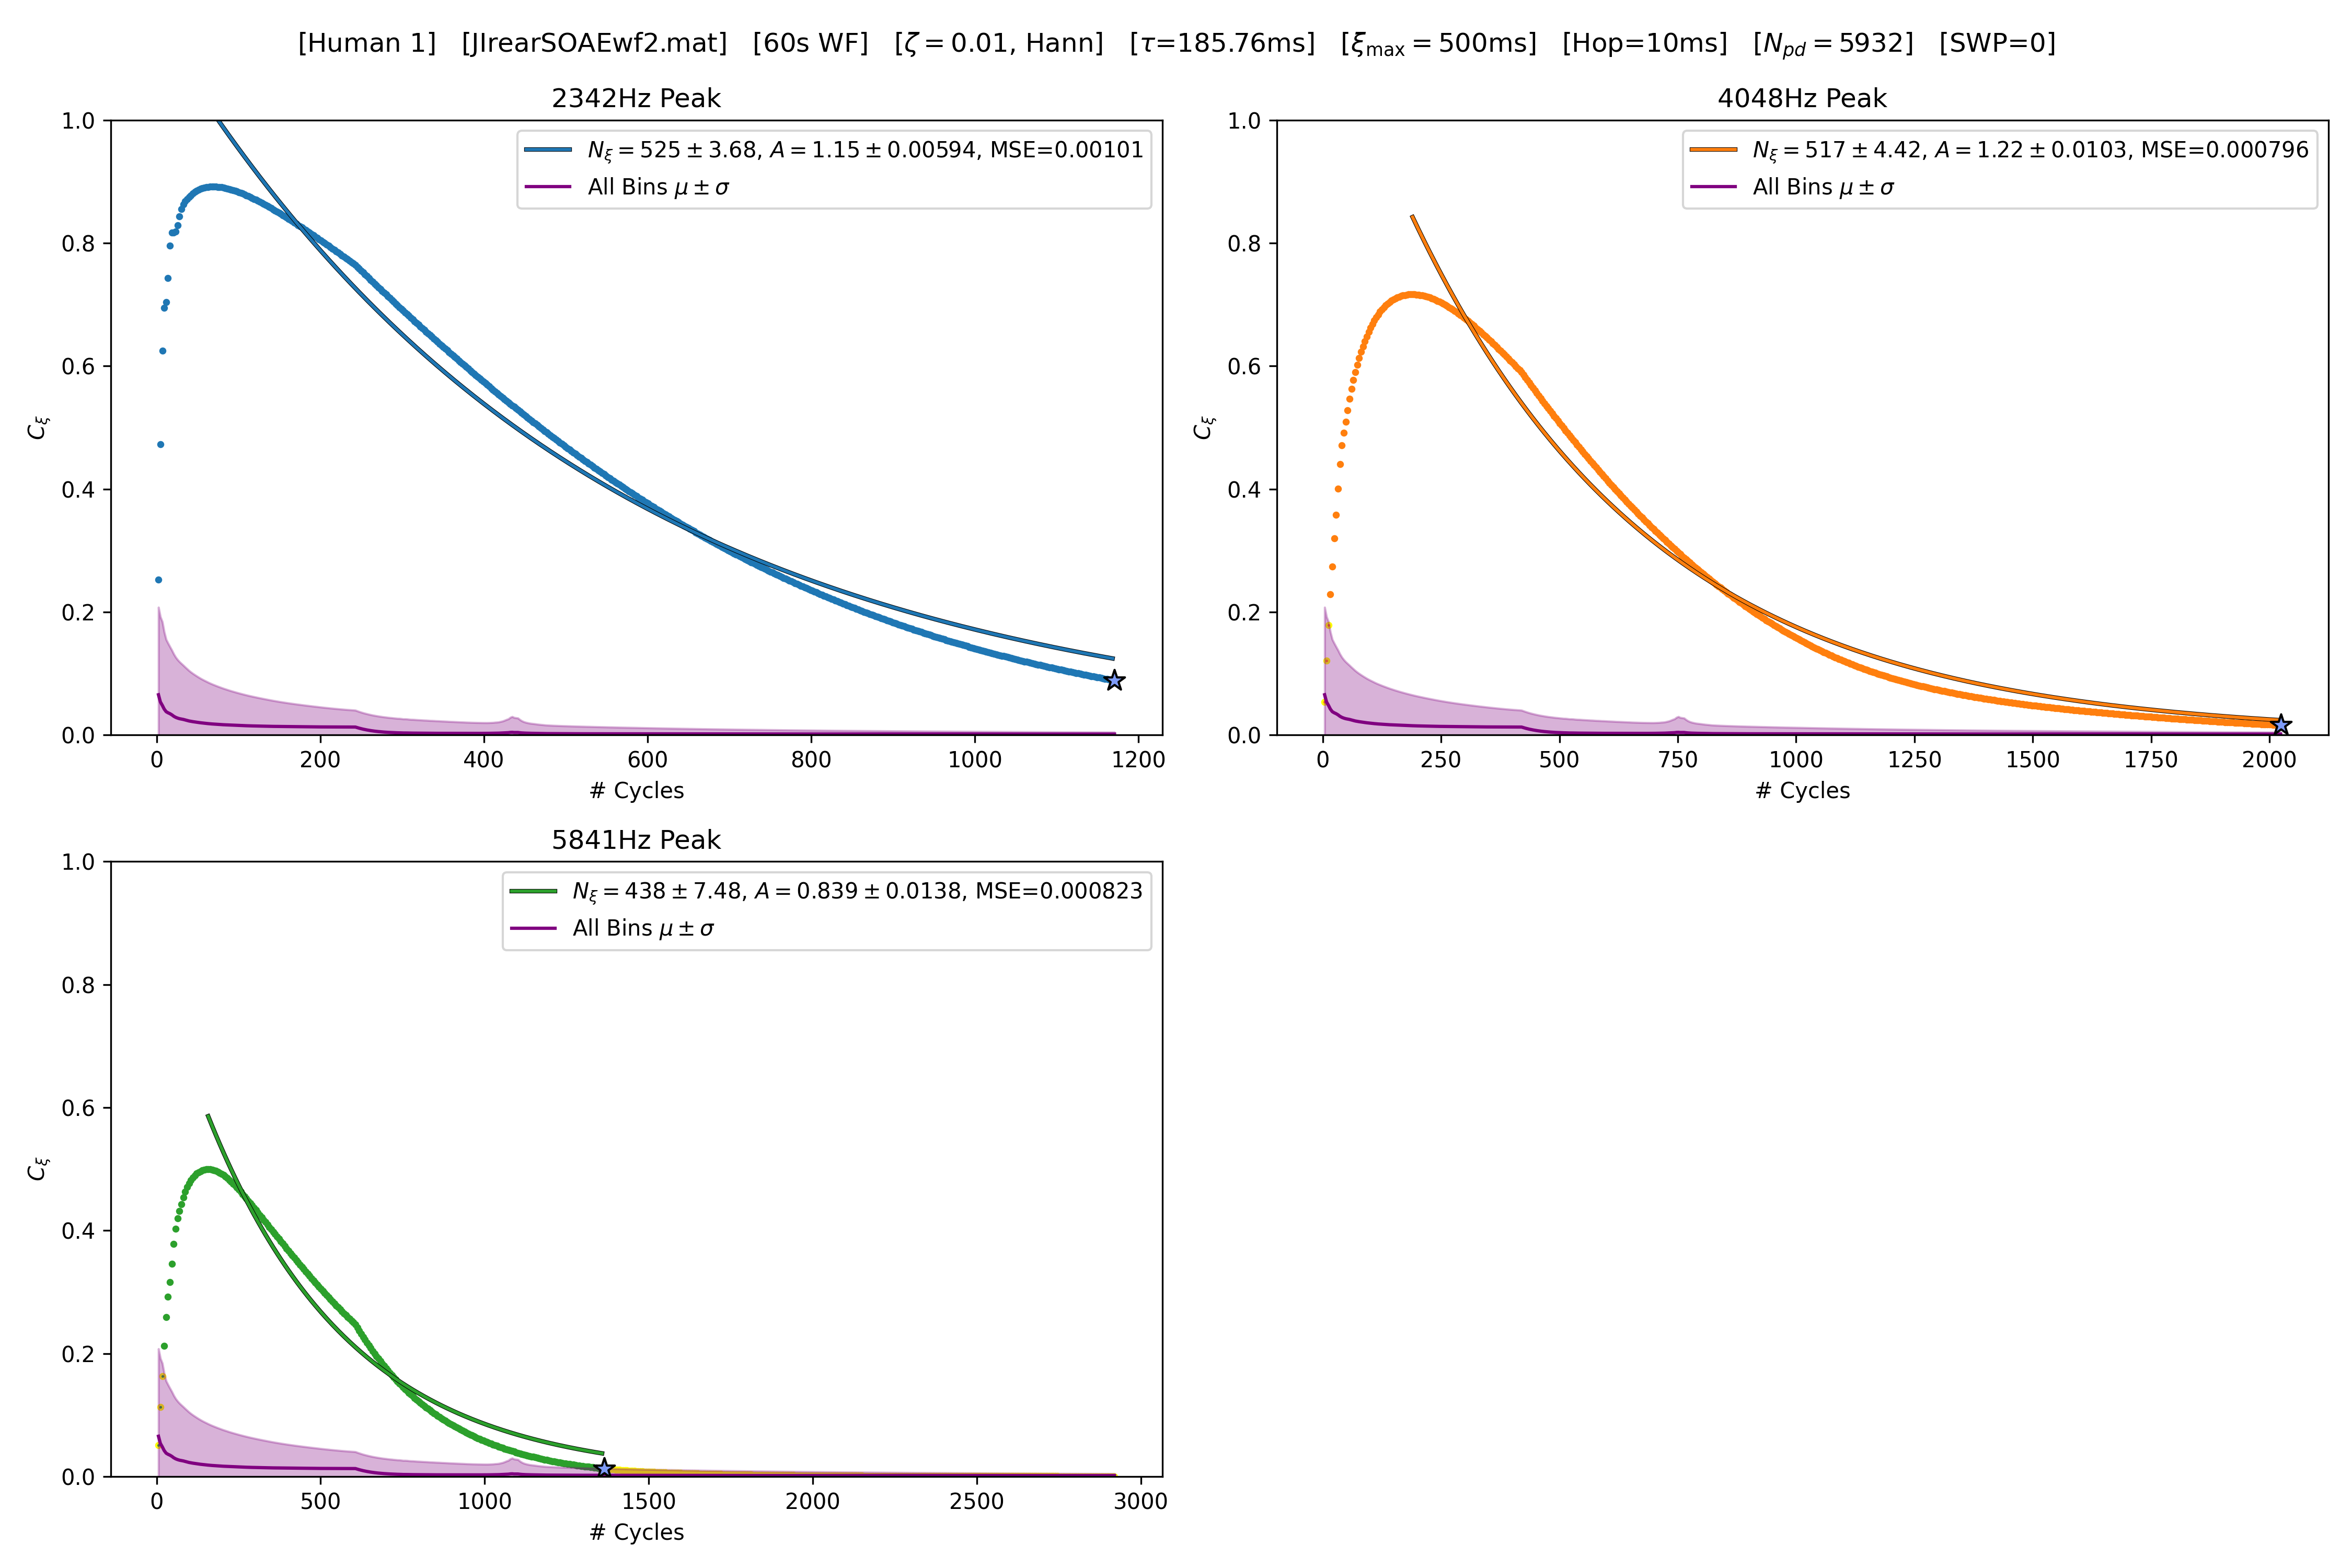 [Human 1] [JIrearSOAEwf2.mat] [60s WF] [ζ = 0.01, Hann] [τ=185.76ms] [ξmax = 500ms] [Hop=10ms] [Npd = 5932] [SWP=0]
2342Hz Peak
1.0
0.8
0.6
0.4
0.2
0.0
Cξ
Nξ = 525 ± 3.68, A = 1.15 ± 0.00594, MSE=0.00101
All Bins μ ± σ
0 200 400 600 800 1000 1200
# Cycles
4048Hz Peak
1.0
0.8
0.6
0.4
0.2
0.0
Cξ
Nξ = 517 ± 4.42, A = 1.22 ± 0.0103, MSE=0.000796
All Bins μ ± σ
0 250 500 750 1000 1250 1500 1750 2000
# Cycles
5841Hz Peak
1.0
0.8
0.6
0.4
0.2
0.0
Cξ
Nξ = 438 ± 7.48, A = 0.839 ± 0.0138, MSE=0.000823
All Bins μ ± σ
0 500 1000 1500 2000 2500 3000
# Cycles